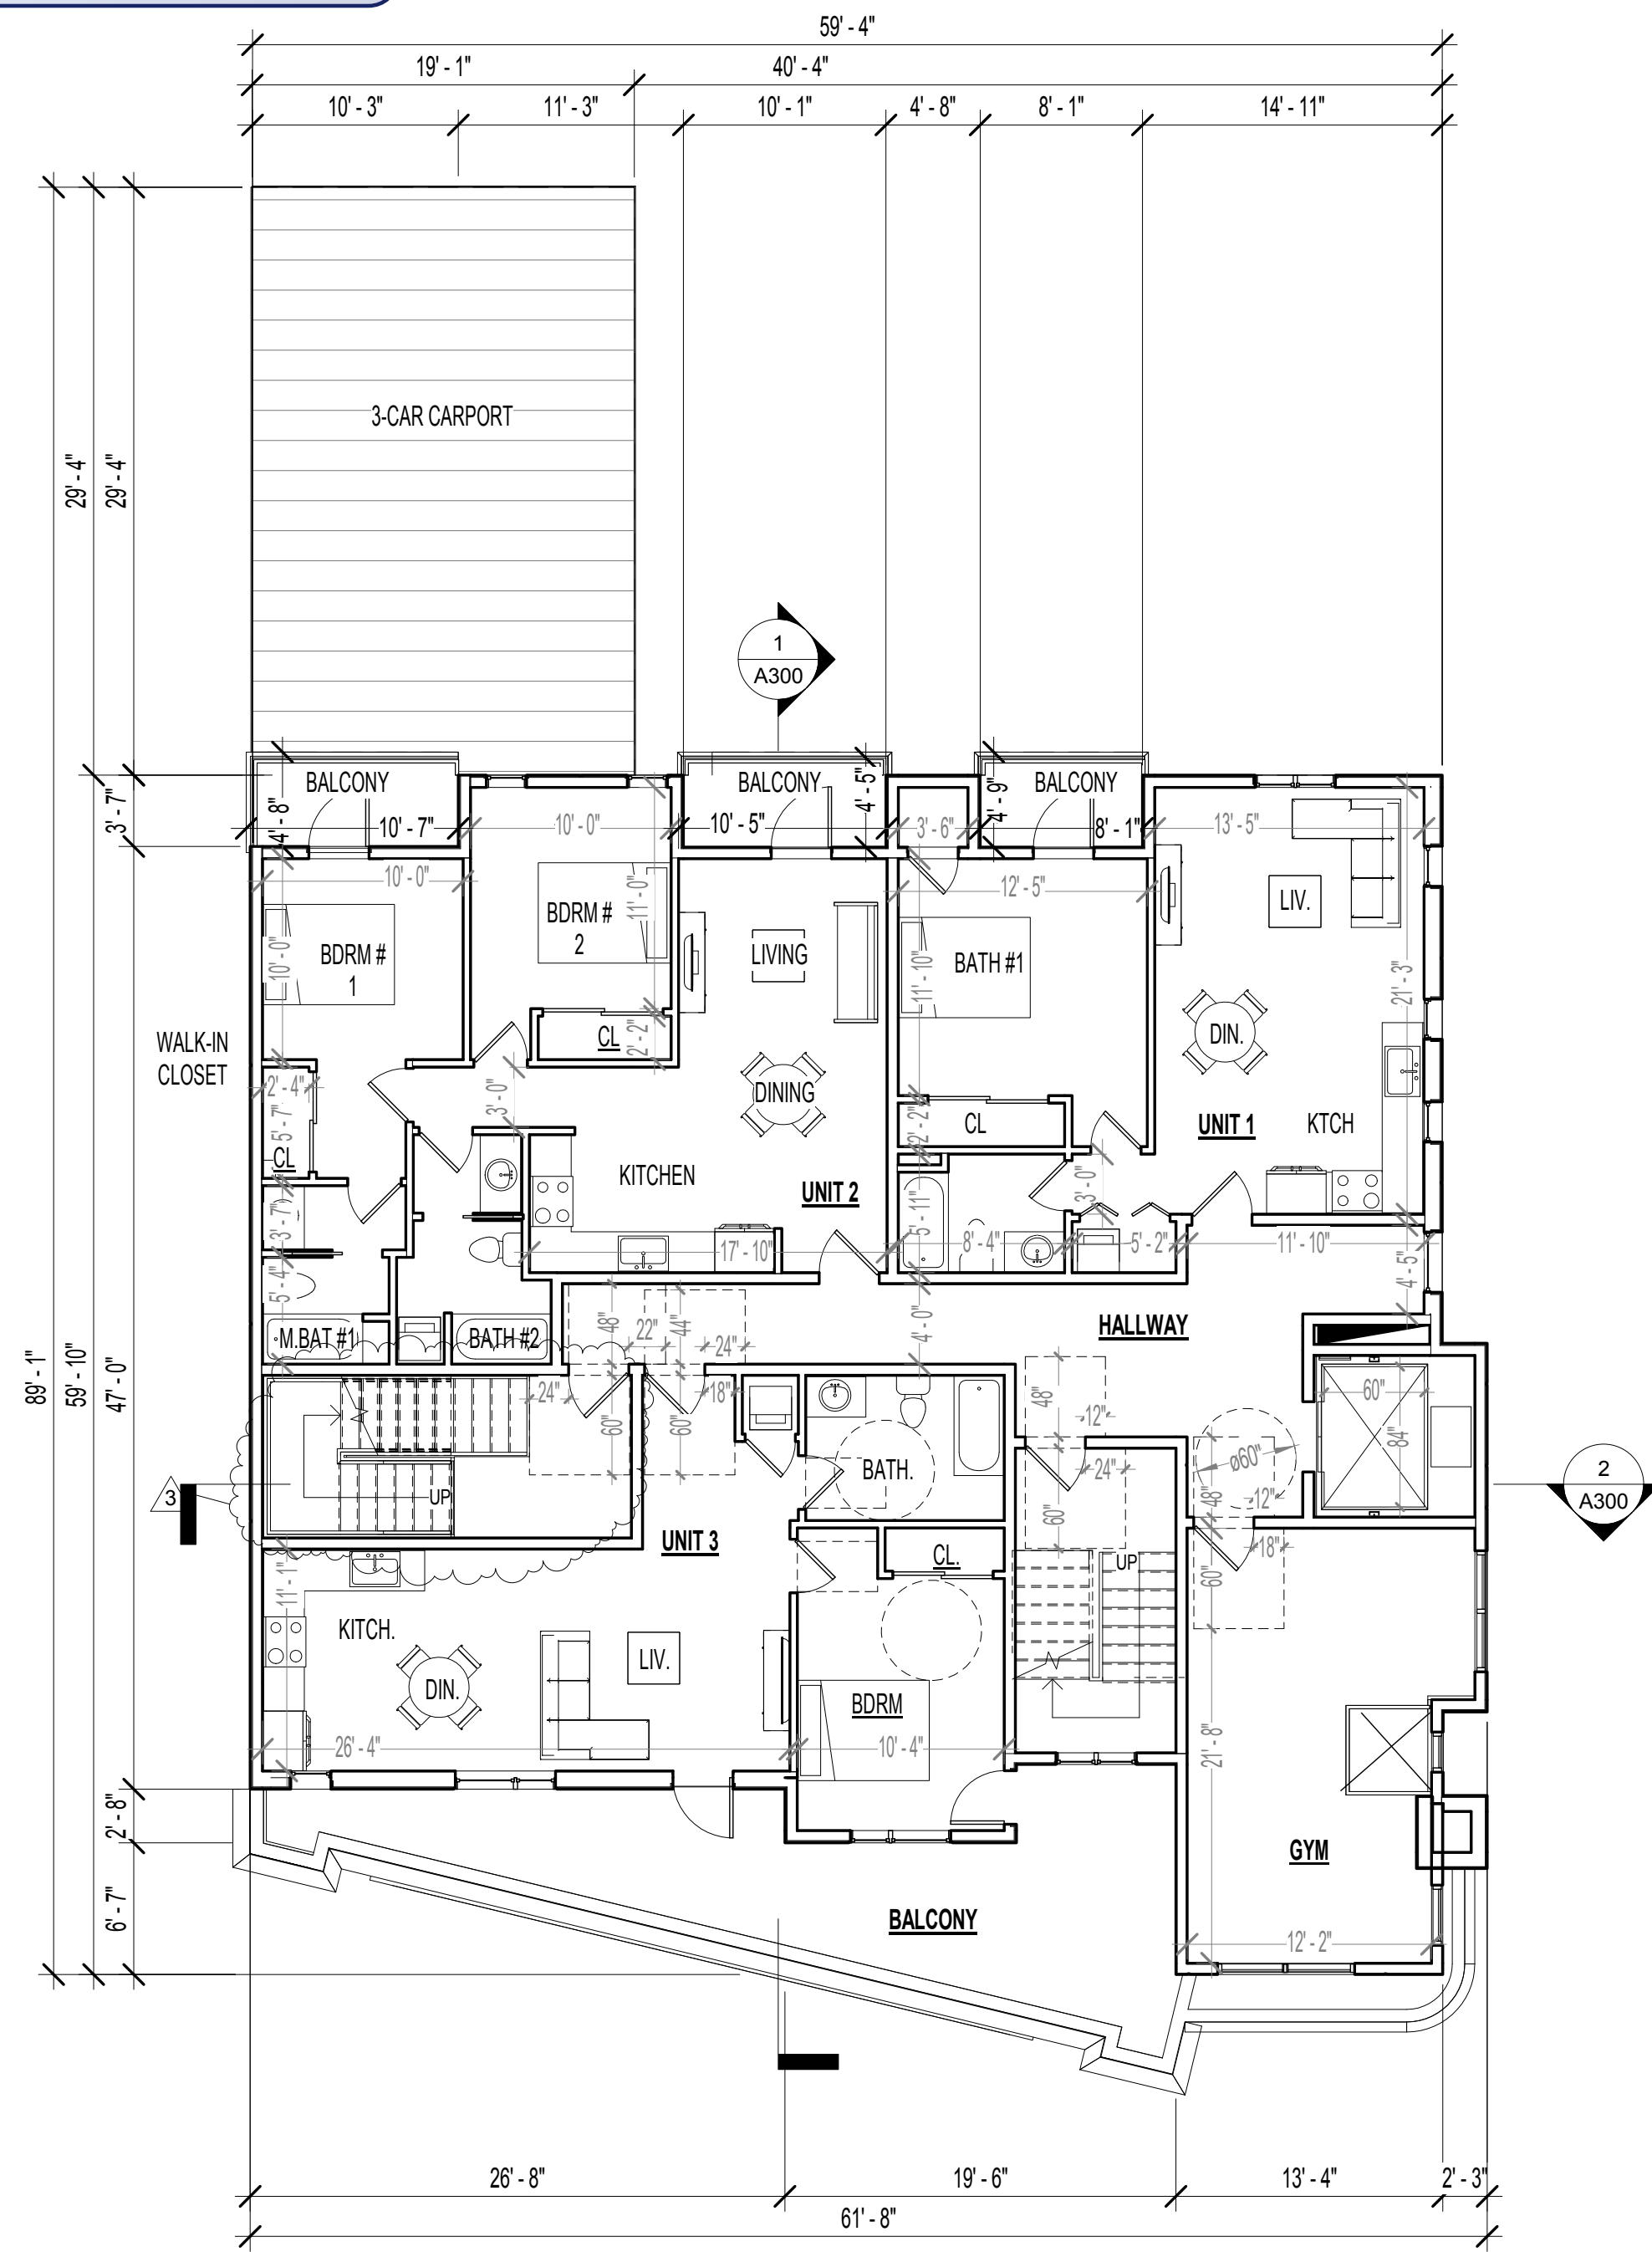 59' - 4"
19' - 1"
40' - 4"
10' - 3"
11' - 3"
10' - 1"
4' - 8"
8' - 1"
14' - 11"
3-CAR CARPORT
29' - 4"
29' - 4"
1
A300
BALCONY
BALCONY
BALCONY
3' - 7"
4' - 8"
10' - 7"
10' - 0"
10' - 5"
4' - 5"
3' - 6"
4' - 9"
8' - 1"
13' - 5"
10' - 0"
12' - 5"
BDRM #
2
11' - 0"
LIV.
BDRM #
1
10' - 0"
LIVING
BATH #1
11' - 10"
21' - 3"
WALK-IN
CLOSET
CL
2' - 2"
DIN.
2' - 4"
3' - 0"
DINING
5' - 7"
CL
2' - 2"
CL
UNIT 1
KTCH
KITCHEN
UNIT 2
3' - 0"
5' - 11"
3' - 7"
17' - 10"
8' - 4"
5' - 2"
11' - 10"
4' - 5"
5' - 4"
M.BAT #1
BATH #2
48"
22"
44"
24"
4' - 0"
HALLWAY
89' - 1"
59' - 10"
47' - 0"
24"
60"
60"
18"
48"
12"
60"
84"
BATH.
24"
ø60"
48"
12"
2
A300
3
UP
UNIT 3
60"
18"
60"
CL.
UP
11' - 1"
KITCH.
LIV.
DIN.
BDRM
26' - 4"
10' - 4"
21' - 8"
2' - 8"
GYM
6' - 7"
BALCONY
12' - 2"
26' - 8"
19' - 6"
13' - 4"
2' - 3"
61' - 8"